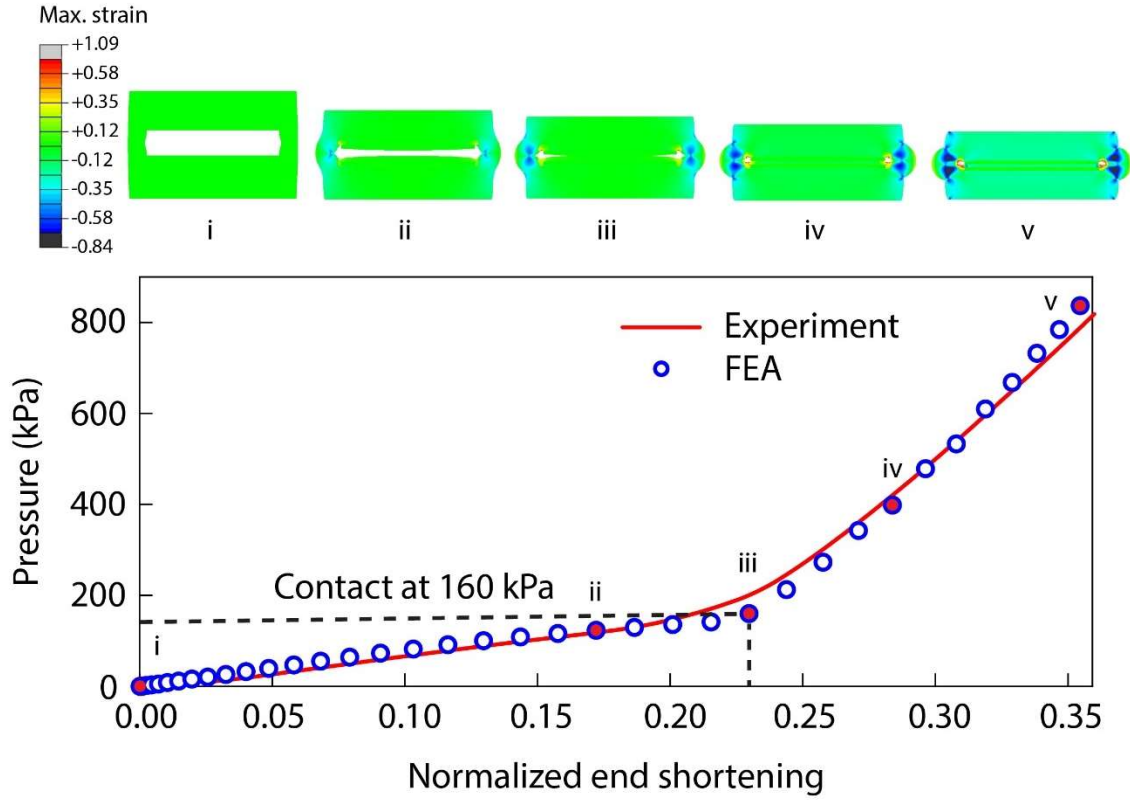 Max. strain
+1.09
+0.58
+0.35
+0.12
-0.12
-0.35
-0.58
-0.84
i
ii
iii
iv
v
800
600
400
200
0
Pressure (kPa)
Experiment
FEA
v
iv
iii
Contact at 160 kPa
ii
i
0.00
0.05
0.10
0.15
0.20
0.25
0.30
0.35
Normalized end shortening